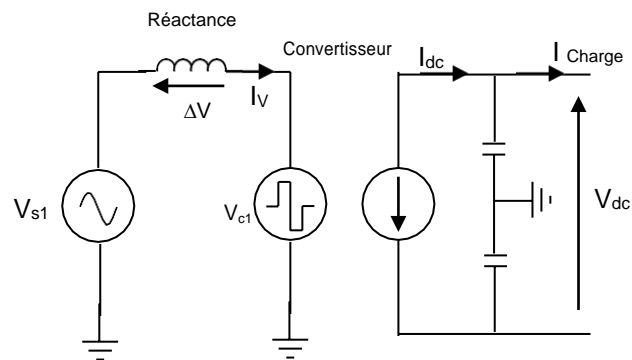 Réactance
Convertisseur
Idc
I Charge
ΔV
IV
Vs1
Vc1
Vdc